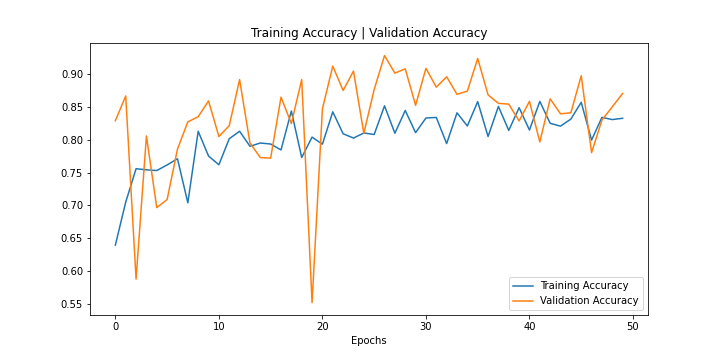 Training Accuracy | Validation Accuracy
0.90
0.85
0.80
0.75
0.70
0.65
0.60
0.55
0 10 20 30 40 50
Epochs
Training Accuracy
Validation Accuracy